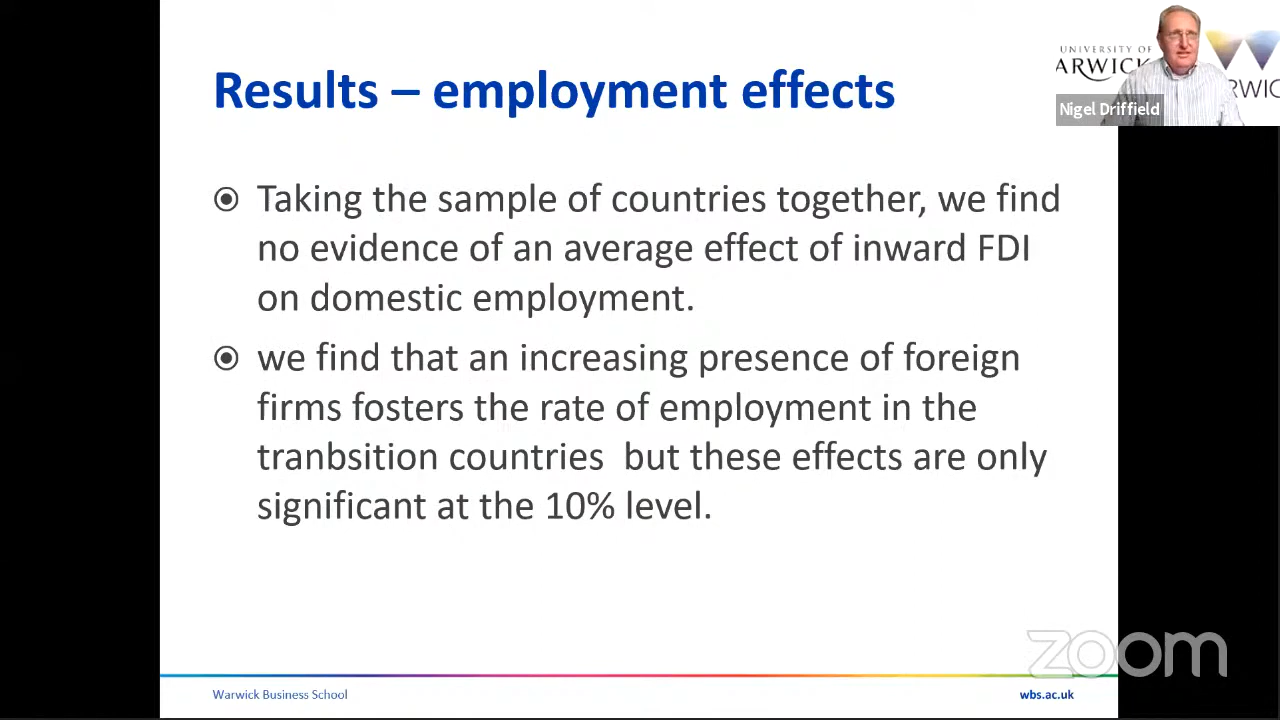 Results – employment effects
UNIVERSITY OF
WARWICK
Nigel Driffield
Taking the sample of countries together, we find
no evidence of an average effect of inward FDI
on domestic employment.
we find that an increasing presence of foreign
firms fosters the rate of employment in the
tranbsition countries but these effects are only
significant at the 10% level.
zoom
Warwick Business School
wbs.ac.uk